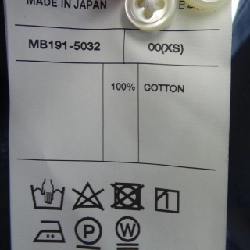 MADE IN JAPAN
MB191-5032 00(XS)
100% COTTON
P W